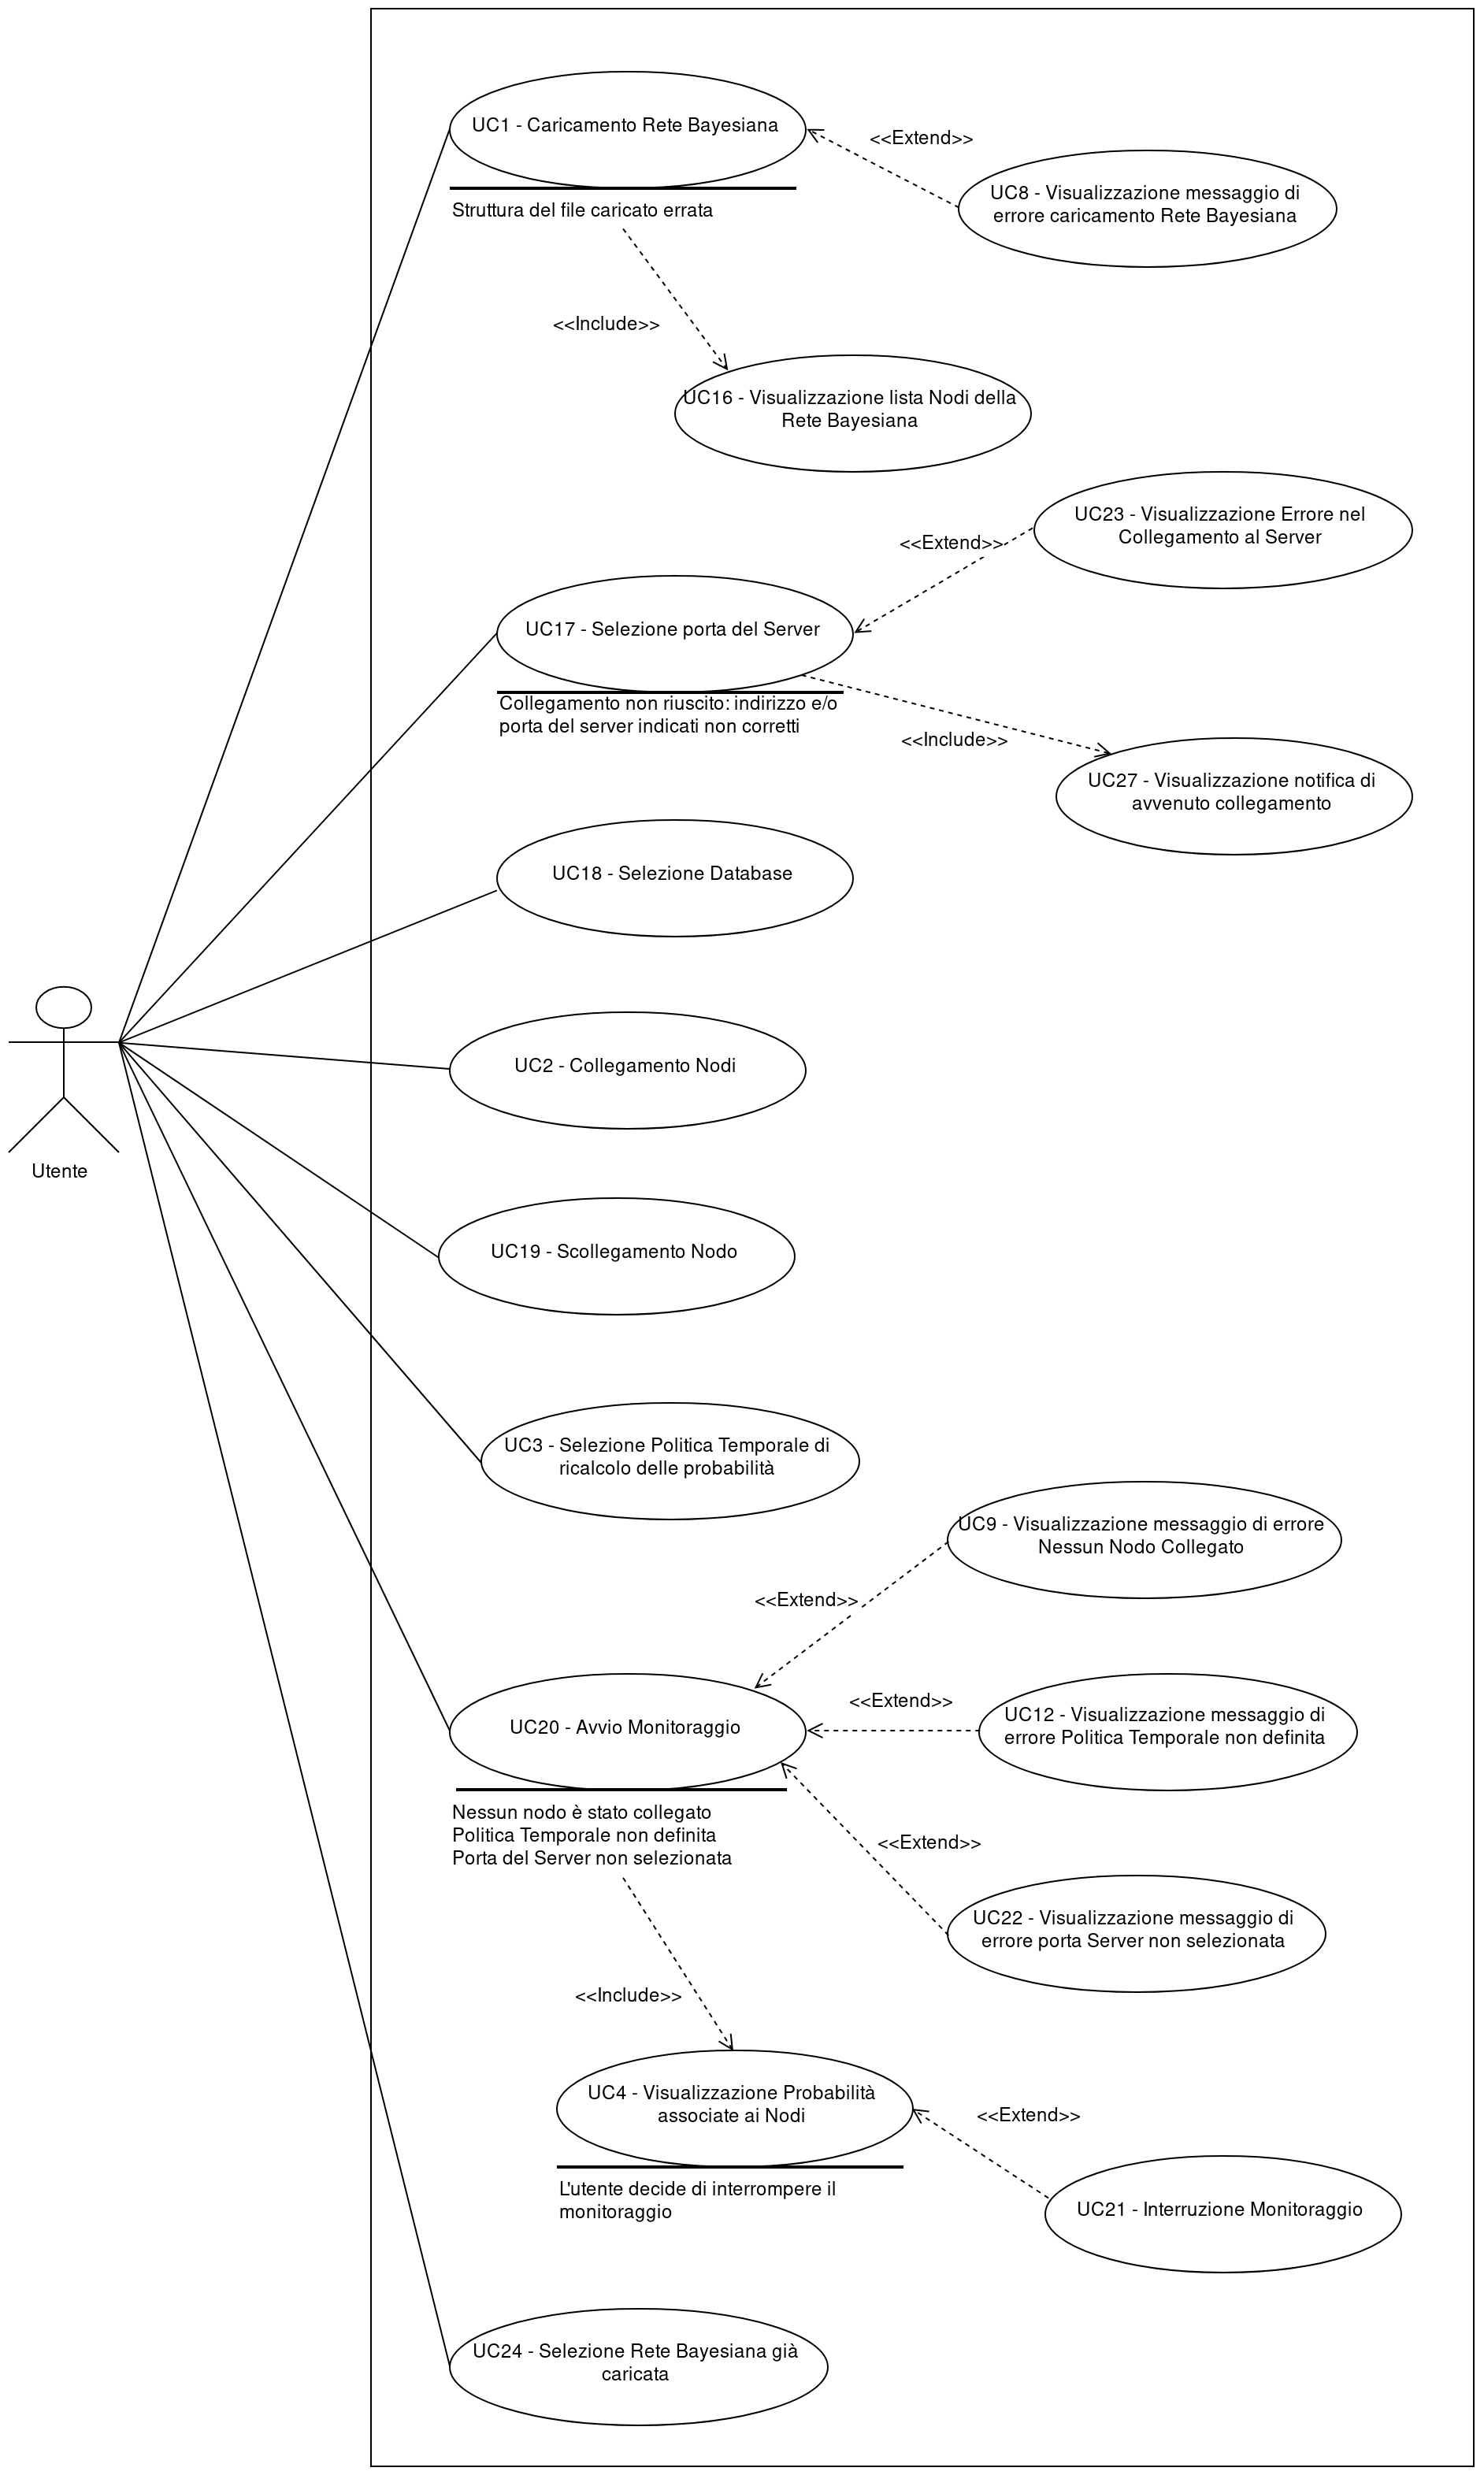 UC1 - Caricamento Rete Bayesiana
<<Extend>>
UC8 - Visualizzazione messaggio di
errore caricamento Rete Bayesiana
Struttura del file caricato errata
<<Include>>
UC16 - Visualizzazione lista Nodi della
Rete Bayesiana
UC23 - Visualizzazione Errore nel
Collegamento al Server
<<Extend>>
UC17 - Selezione porta del Server
Collegamento non riuscito: indirizzo e/o
porta del server indicati non corretti
<<Include>>
UC27 - Visualizzazione notifica di
avvenuto collegamento
UC18 - Selezione Database
UC2 - Collegamento Nodi
Utente
UC19 - Scollegamento Nodo
UC3 - Selezione Politica Temporale di
ricalcolo delle probabilità
UC9 - Visualizzazione messaggio di errore
Nessun Nodo Collegato
<<Extend>>
UC20 - Avvio Monitoraggio
<<Extend>>
UC12 - Visualizzazione messaggio di
errore Politica Temporale non definita
Nessun nodo è stato collegato
Politica Temporale non definita
Porta del Server non selezionata
<<Extend>>
UC22 - Visualizzazione messaggio di
errore porta Server non selezionata
<<Include>>
UC4 - Visualizzazione Probabilità
associate ai Nodi
<<Extend>>
L'utente decide di interrompere il
monitoraggio
UC21 - Interruzione Monitoraggio
UC24 - Selezione Rete Bayesiana già
caricata